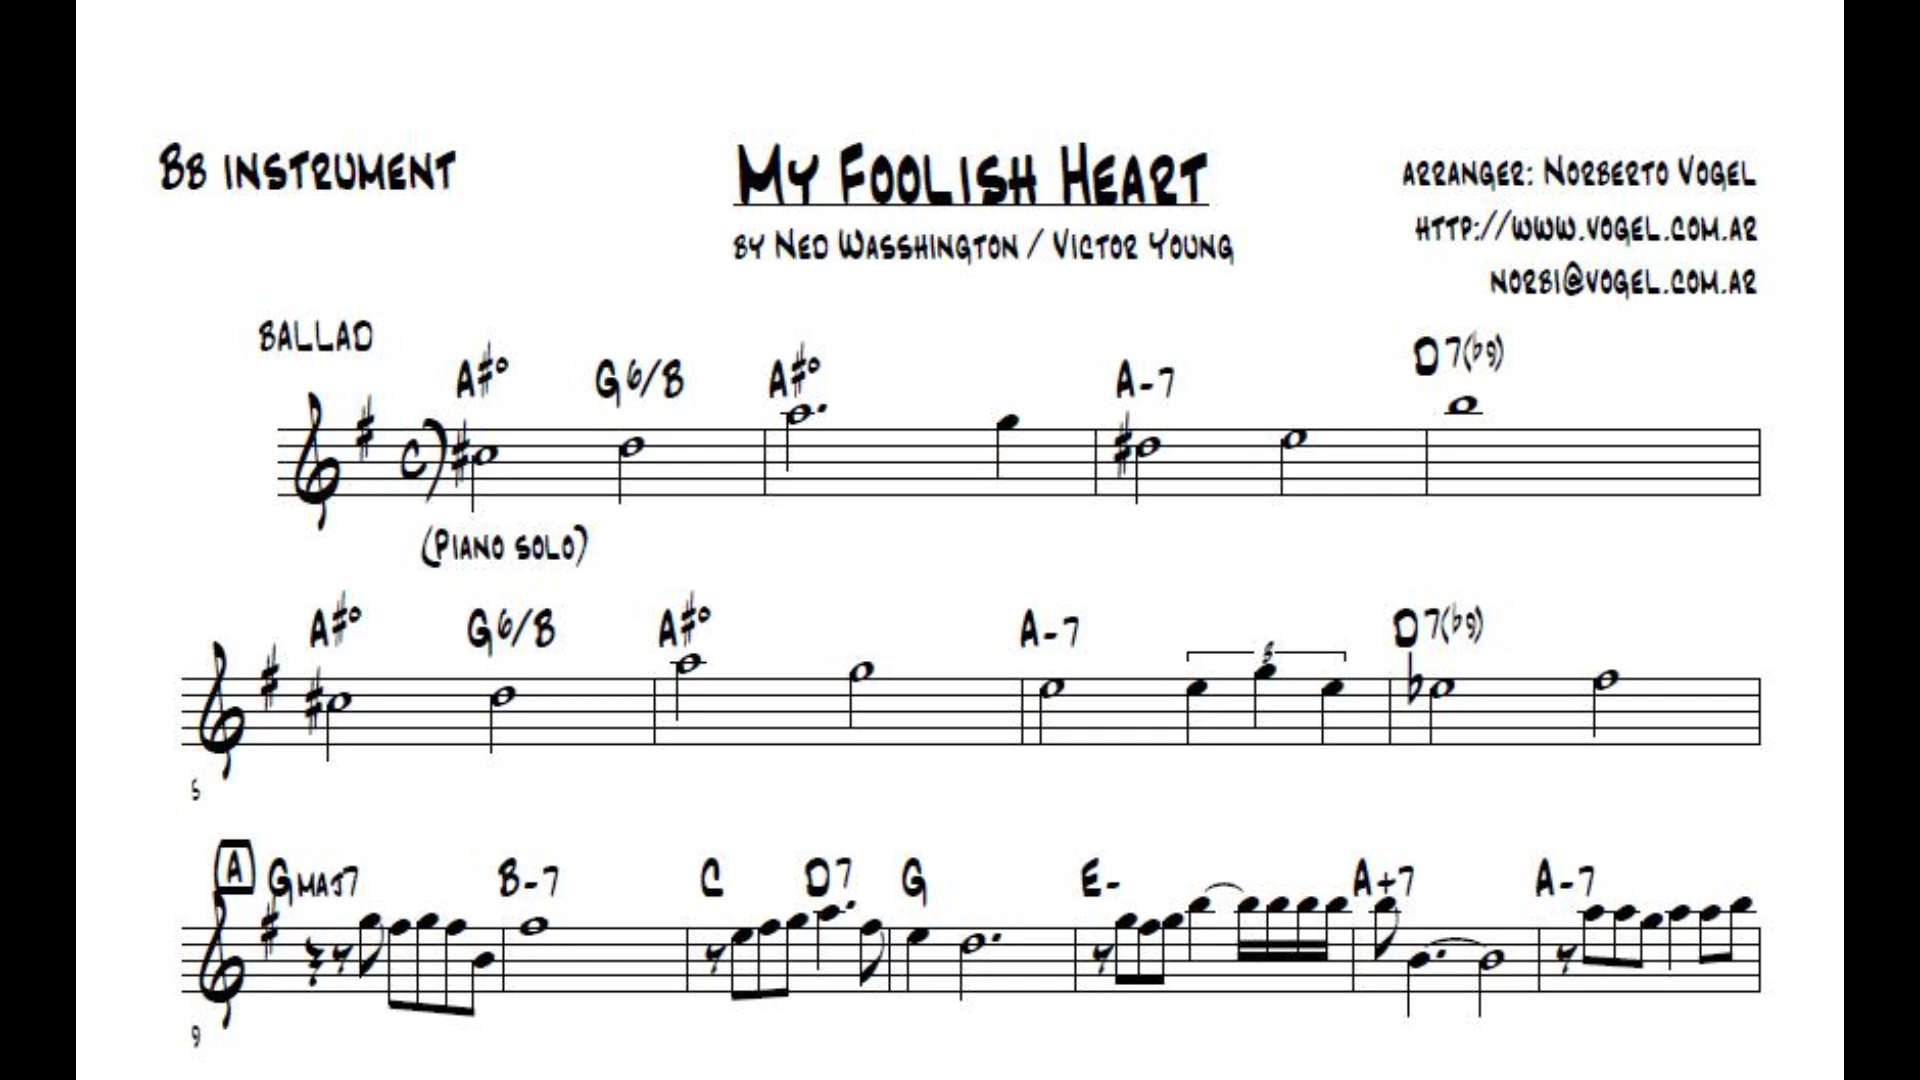 Bb INSTRUMENT
MY FOOLISH HEART
ARRANGER: NORBERTO VOGEL
BY NED WASSHINGTON / VICTOR YOUNG
HTTP://WWW.VOGEL.COM.AR
NORBI@VOGEL.COM.AR
BALLAD
A#° G6/B A#° A-7 D7(b9)
(PIANO SOLO)
A#° G6/B A#° A-7 D7(b9)
3
5
A GMAJ7 B-7 C D7 G E- A+7 A-7
9